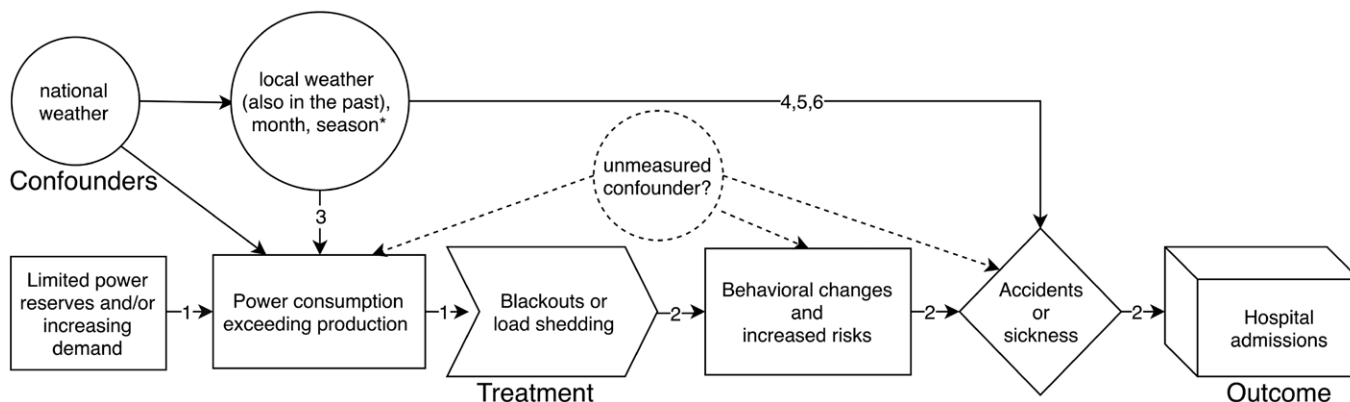 national
weather
local weather
(also in the past),
month, season*
4,5,6
unmeasured
confounder?
Confounders
3
Limited power
reserves and/or
increasing
demand
1
Power consumption
exceeding production
1
Blackouts or
load shedding
2
Behavioral changes
and
increased risks
2
Accidents
or
sickness
2
Hospital
admissions
Treatment
Outcome